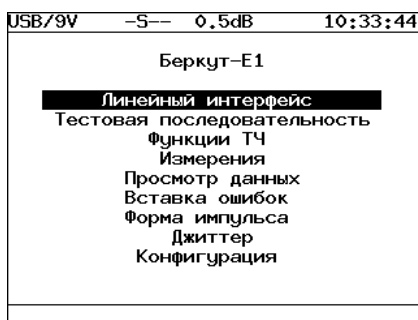 USB/9V -S-- 0.5dB 10:33:44
Беркут-E1
Линейный интерфейс
Тестовая последовательность
Функции ТЧ
Измерения
Просмотр данных
Вставка ошибок
Форма импульса
Джиттер
Конфигурация